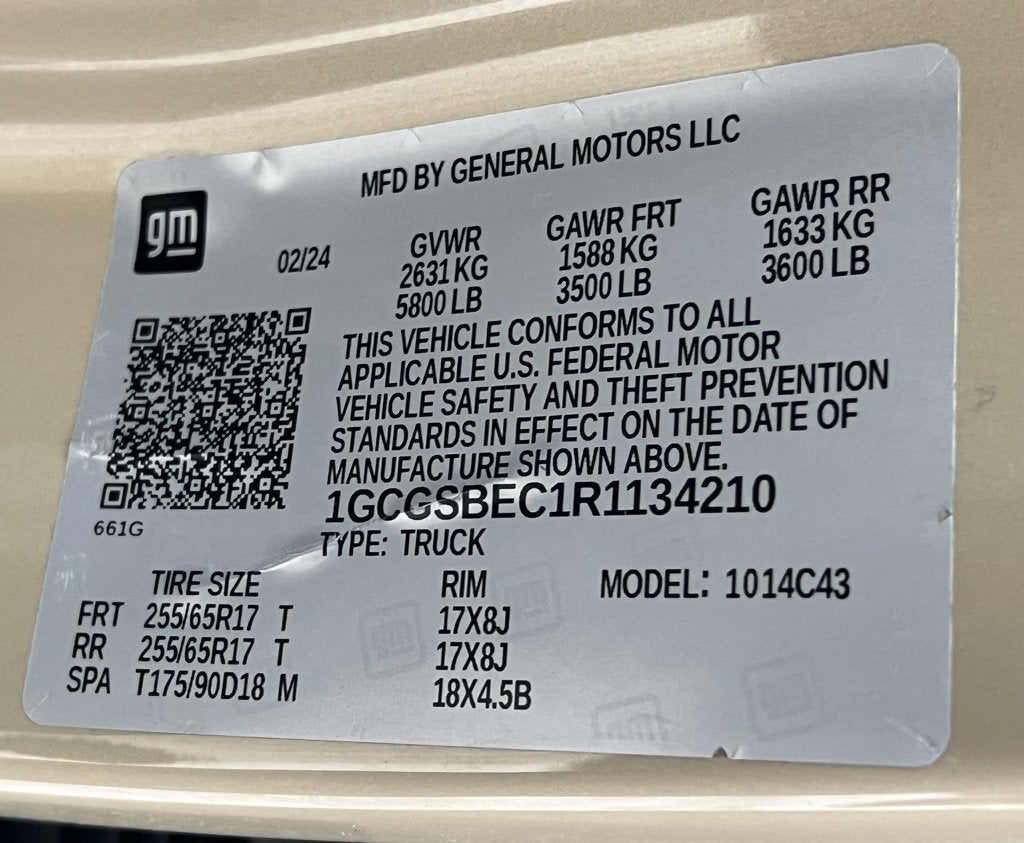 MFD BY GENERAL MOTORS LLC
gm
02/24
GVWR GAWR FRT GAWR RR
2631 KG 1588 KG 1633 KG
5800 LB 3500 LB 3600 LB
THIS VEHICLE CONFORMS TO ALL
APPLICABLE U.S. FEDERAL MOTOR
VEHICLE SAFETY AND THEFT PREVENTION
STANDARDS IN EFFECT ON THE DATE OF
MANUFACTURE SHOWN ABOVE.
1GCGSBEC1R1134210
661G
TYPE: TRUCK
TIRE SIZE RIM MODEL: 1014C43
FRT 255/65R17 T 17X8J
RR 255/65R17 T 17X8J
SPA T175/90D18 M 18X4.5B